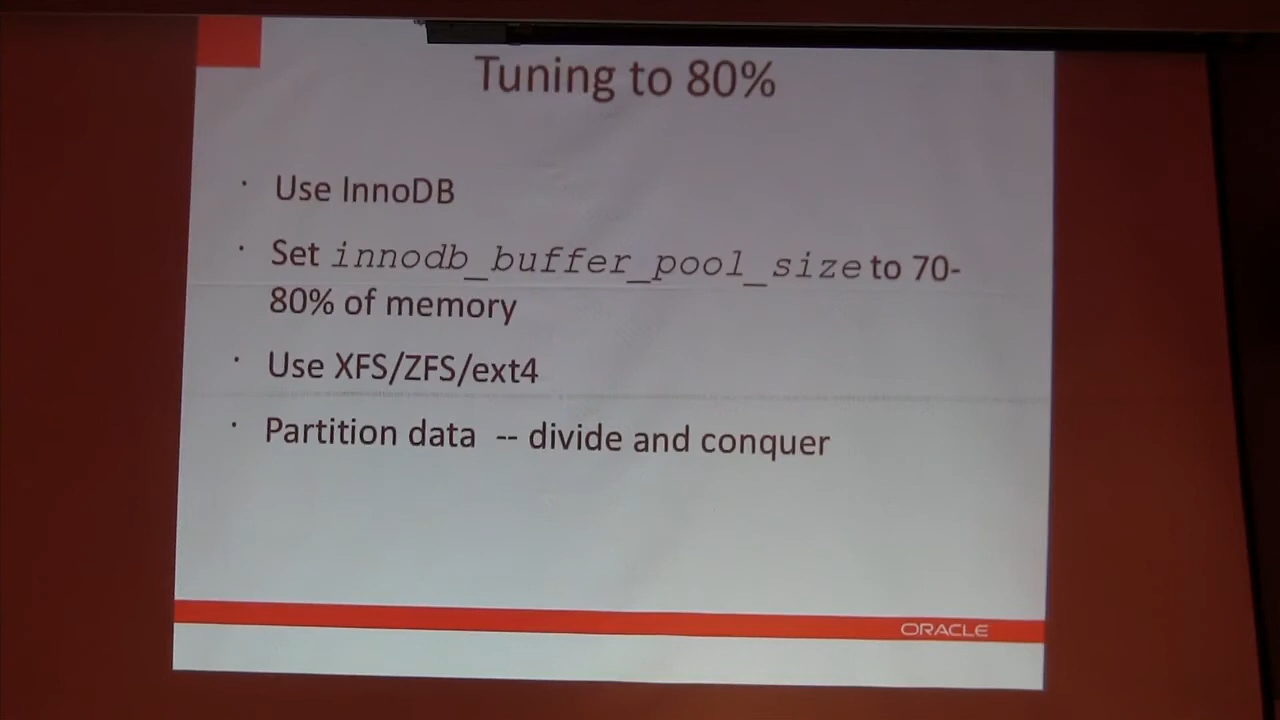 Tuning to 80%
· Use InnoDB
· Set innodb_buffer_pool_size to 70-
80% of memory
· Use XFS/ZFS/ext4
· Partition data -- divide and conquer
ORACLE